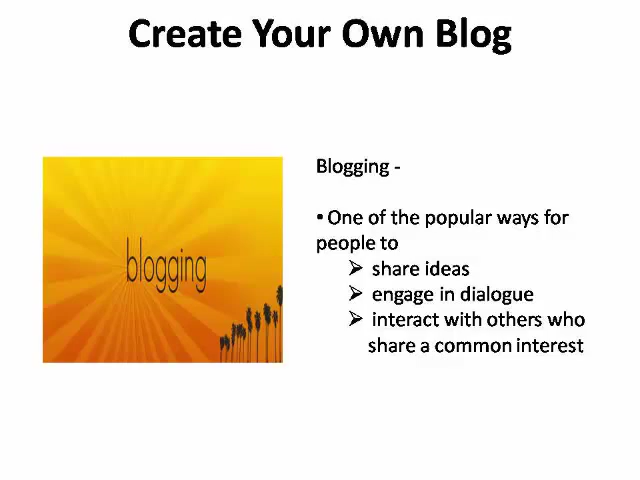 Create Your Own Blog
blogging
Blogging -
• One of the popular ways for
people to
➢ share ideas
➢ engage in dialogue
➢ interact with others who
share a common interest